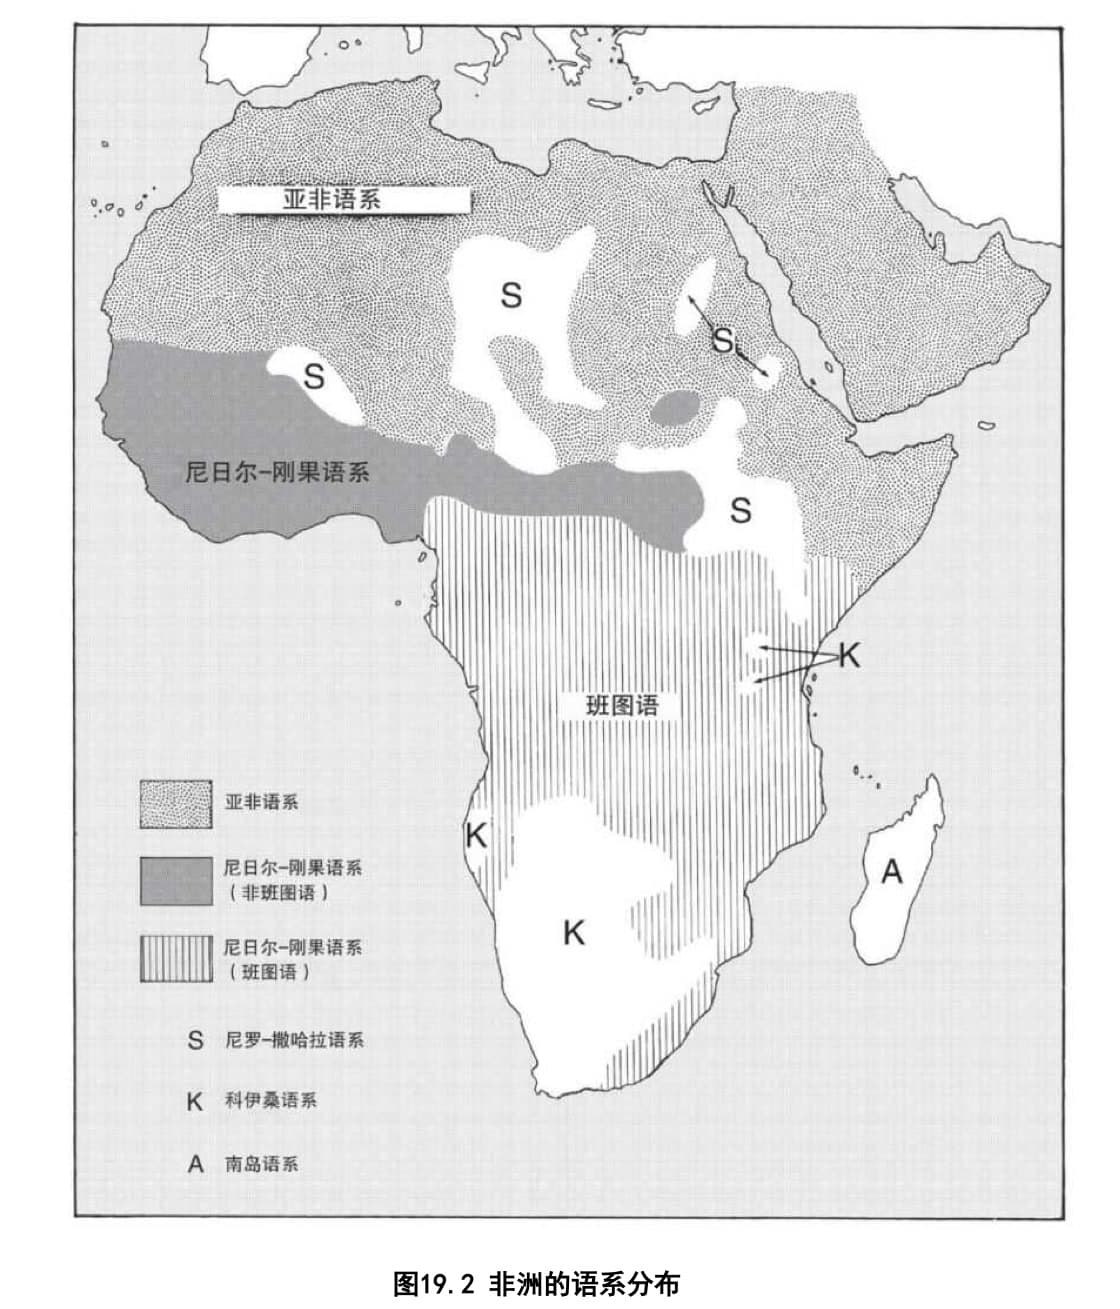 亚非语系
S
S
S
尼日尔-刚果语系
S
K
班图语
K
K
A
亚非语系
尼日尔-刚果语系
（非班图语）
尼日尔-刚果语系
（班图语）
S 尼罗-撒哈拉语系
K 科伊桑语系
A 南岛语系
图19.2 非洲的语系分布